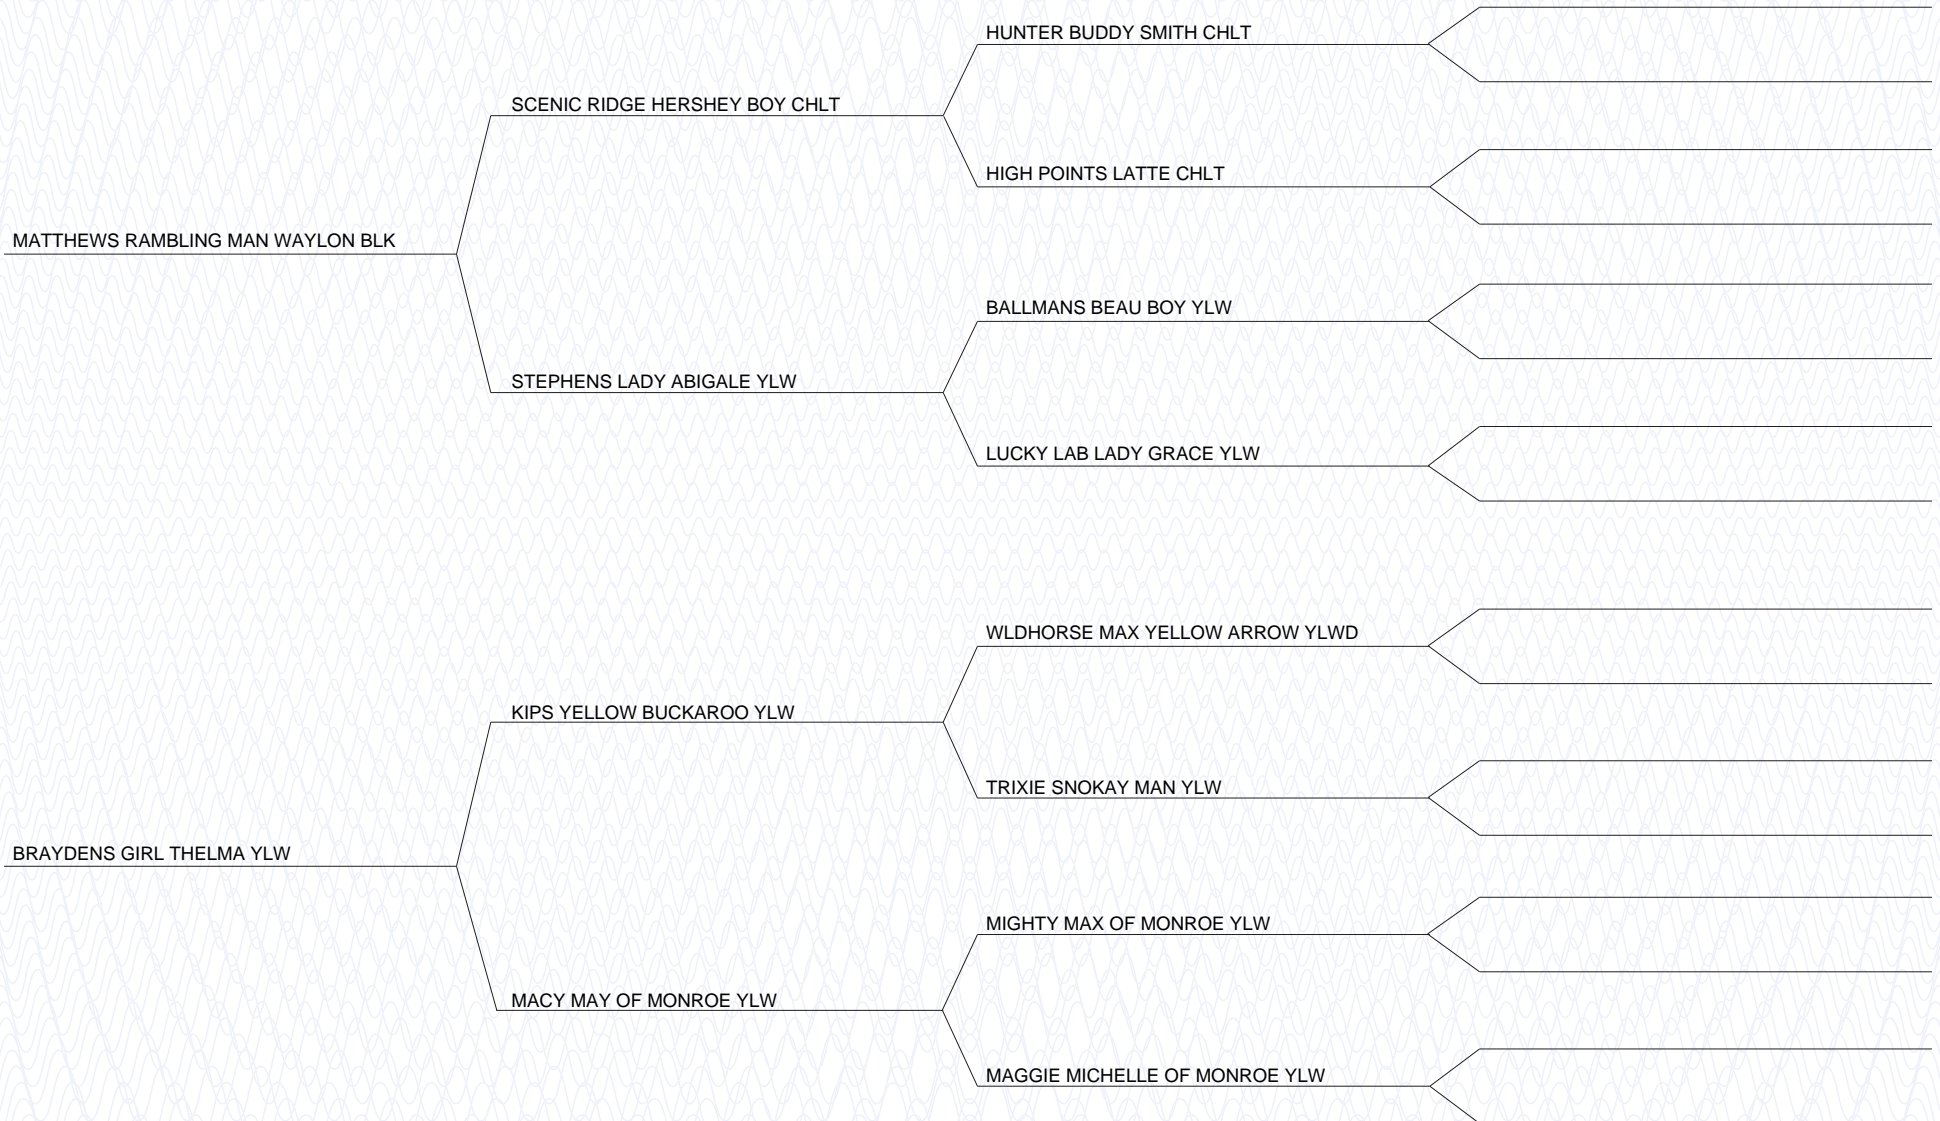 HUNTER BUDDY SMITH CHLT
SCENIC RIDGE HERSHEY BOY CHLT
HIGH POINTS LATTE CHLT
MATTHEWS RAMBLING MAN WAYLON BLK
BALLMANS BEAU BOY YLW
STEPHENS LADY ABIGALE YLW
LUCKY LAB LADY GRACE YLW
WLDHORSE MAX YELLOW ARROW YLWD
KIPS YELLOW BUCKAROO YLW
TRIXIE SNOKAY MAN YLW
BRAYDENS GIRL THELMA YLW
MIGHTY MAX OF MONROE YLW
MACY MAY OF MONROE YLW
MAGGIE MICHELLE OF MONROE YLW